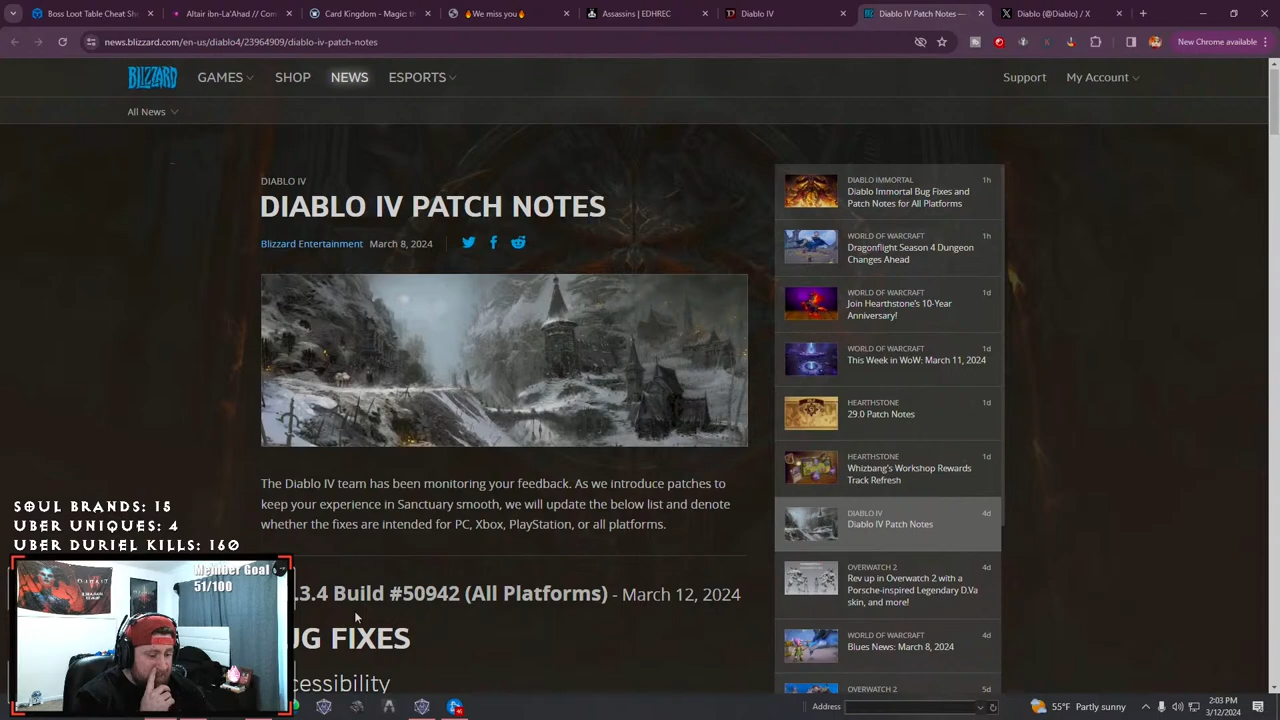 Boss Loot Table Cheat She
Altair ibn-La'Ahad // Com
Card Kingdom - Magic: th
We miss you
Assassins | EDHREC
Diablo IV
Diablo IV Patch Notes —
Diablo (@Diablo) / X
news.blizzard.com/en-us/diablo4/23964909/diablo-iv-patch-notes
New Chrome available
BLIZZARD
GAMES
SHOP
NEWS
ESPORTS
Support
My Account
All News
DIABLO IV
DIABLO IV PATCH NOTES
Blizzard Entertainment March 8, 2024
The Diablo IV team has been monitoring your feedback. As we introduce patches to
keep your experience in Sanctuary smooth, we will update the below list and denote
whether the fixes are intended for PC, Xbox, PlayStation, or all platforms.
.3.4 Build #50942 (All Platforms) - March 12, 2024
UG FIXES
cessibility
DIABLO IMMORTAL 1h
Diablo Immortal Bug Fixes and
Patch Notes for All Platforms
WORLD OF WARCRAFT 1h
Dragonflight Season 4 Dungeon
Changes Ahead
WORLD OF WARCRAFT 1d
Join Hearthstone's 10-Year
Anniversary!
WORLD OF WARCRAFT 1d
This Week in WoW: March 11, 2024
HEARTHSTONE 1d
29.0 Patch Notes
HEARTHSTONE 1d
Whizbang's Workshop Rewards
Track Refresh
DIABLO IV 4d
Diablo IV Patch Notes
OVERWATCH 2 4d
Rev up in Overwatch 2 with a
Porsche-inspired Legendary D.Va
skin, and more!
WORLD OF WARCRAFT 4d
Blues News: March 8, 2024
OVERWATCH 2 5d
SOUL BRANDS: 15
UBER UNIQUES: 4
UBER DURIEL KILLS: 160
Member Goal
51/100
Address
55°F Partly sunny
2:03 PM
3/12/2024